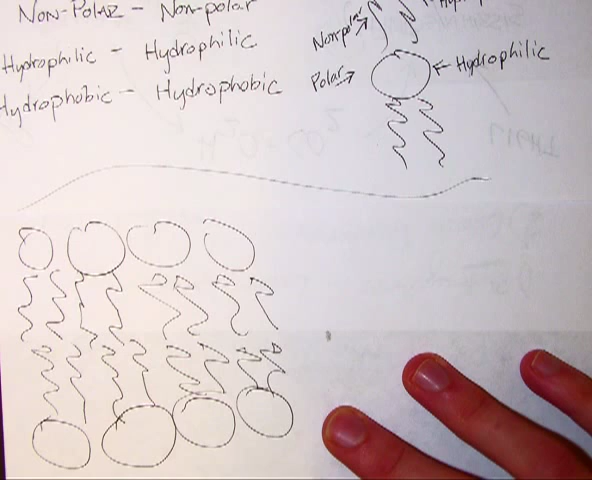 Non-Polar - Non-polar
Hydrophilic - Hydrophilic
Hydrophobic - Hydrophobic
Nonpolar
Polar
Hydrophilic